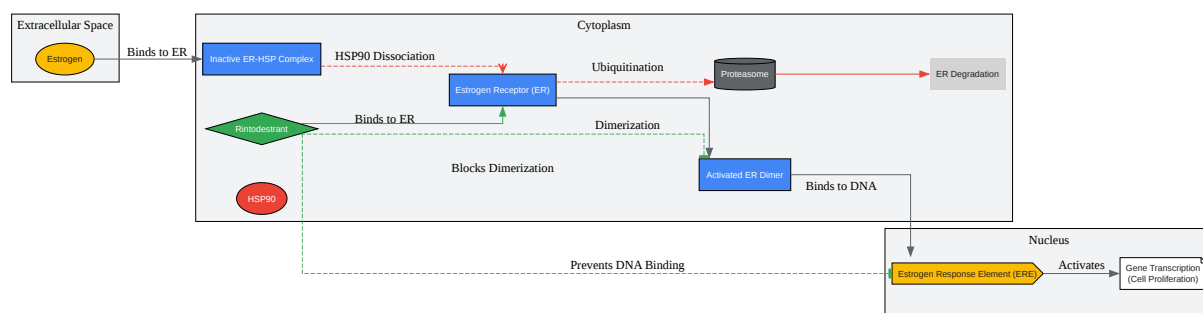 Extracellular Space
Cytoplasm
Estrogen
Binds to ER
Inactive ER-HSP Complex
HSP90 Dissociation
Estrogen Receptor (ER)
Ubiquitination
Proteasome
ER Degradation
Rintodestrant
Binds to ER
Dimerization
Blocks Dimerization
Activated ER Dimer
Binds to DNA
HSP90
Nucleus
Prevents DNA Binding
Estrogen Response Element (ERE)
Activates
Gene Transcription
(Cell Proliferation)